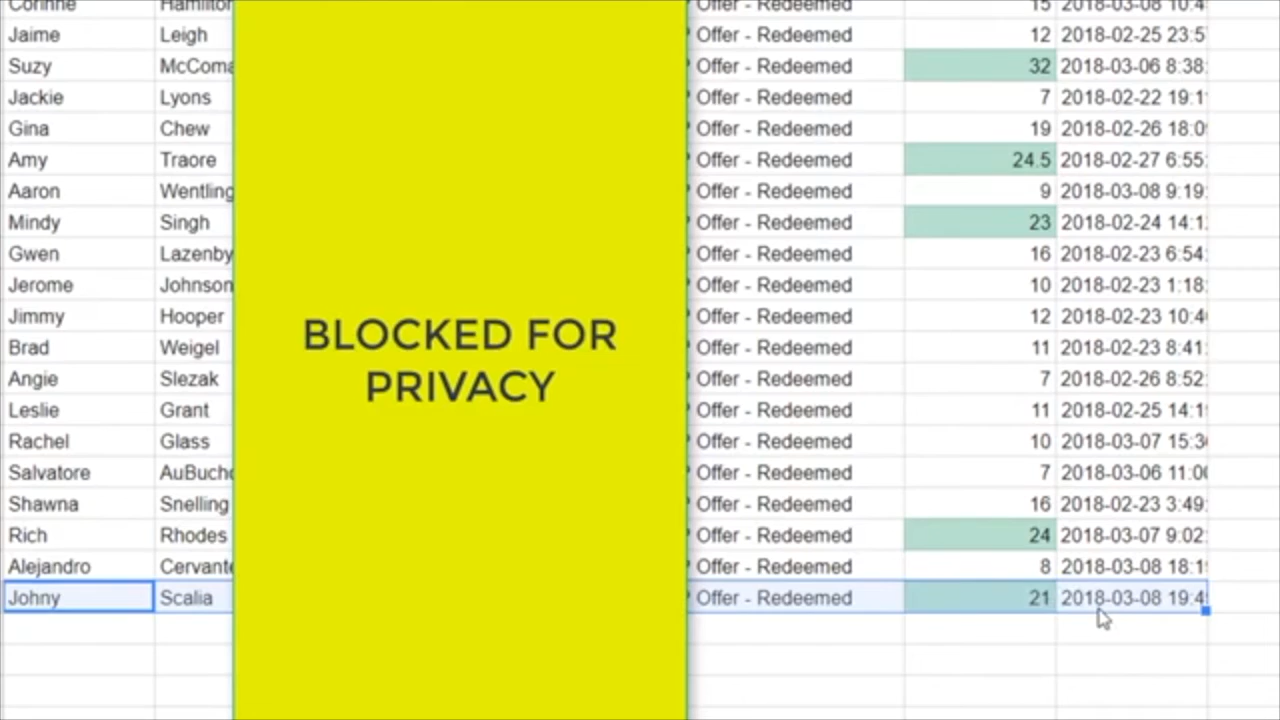 Corinne Hamilton 15 2018-03-08 10:4
Jaime Leigh Offer - Redeemed 12 2018-02-25 23:5
Suzy McComa Offer - Redeemed 32 2018-03-06 8:38:
Jackie Lyons Offer - Redeemed 7 2018-02-22 19:1
Gina Chew Offer - Redeemed 19 2018-02-26 18:0
Amy Traore Offer - Redeemed 24.5 2018-02-27 6:55:
Aaron Wentling Offer - Redeemed 9 2018-03-08 9:19:
Mindy Singh Offer - Redeemed 23 2018-02-24 14:1
Gwen Lazenby Offer - Redeemed 16 2018-02-23 6:54:
Jerome Johnson Offer - Redeemed 10 2018-02-23 1:18:
Jimmy Hooper Offer - Redeemed 12 2018-02-23 10:4
Brad Weigel Offer - Redeemed 11 2018-02-23 8:41:
Angie Slezak Offer - Redeemed 7 2018-02-26 8:52:
Leslie Grant Offer - Redeemed 11 2018-02-25 14:1
Rachel Glass Offer - Redeemed 10 2018-03-07 15:3
Salvatore AuBucho Offer - Redeemed 7 2018-03-06 11:0
Shawna Snelling Offer - Redeemed 16 2018-02-23 3:49:
Rich Rhodes Offer - Redeemed 24 2018-03-07 9:02:
Alejandro Cervante Offer - Redeemed 8 2018-03-08 18:1
Johny Scalia Offer - Redeemed 21 2018-03-08 19:4
BLOCKED FOR
PRIVACY